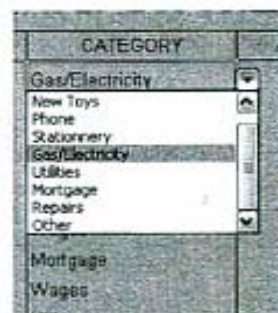 CATEGORY
Gas/Electricity
New Toys
Phone
Stationnery
Gas/Electricity
Utilities
Mortgage
Repairs
Other
Mortgage
Wages